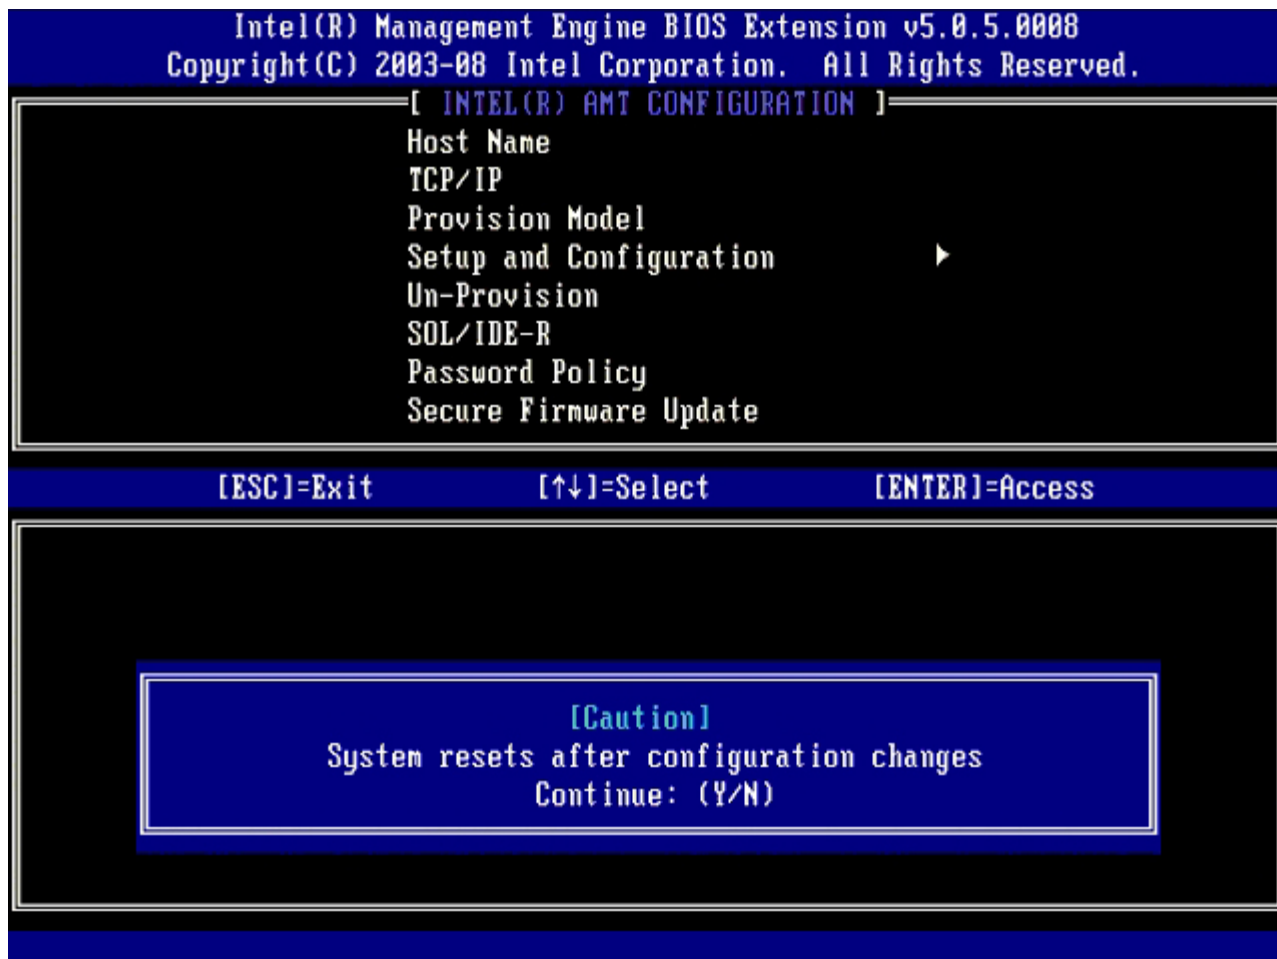 Intel(R) Management Engine BIOS Extension v5.0.5.0008
Copyright(C) 2003-08 Intel Corporation. All Rights Reserved.
[ INTEL(R) AMT CONFIGURATION ]
Host Name
TCP/IP
Provision Model
Setup and Configuration ►
Un-Provision
SOL/IDE-R
Password Policy
Secure Firmware Update
[ESC]=Exit [↑↓]=Select [ENTER]=Access
[Caution]
System resets after configuration changes
Continue: (Y/N)